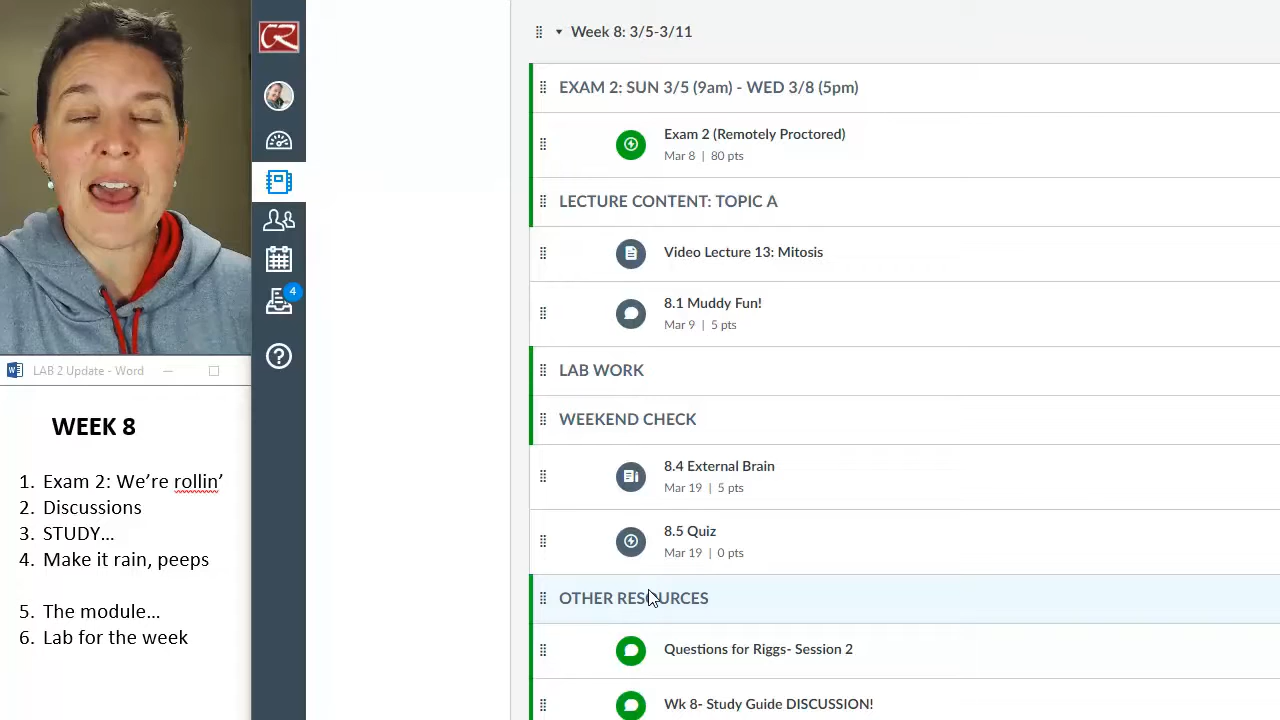 CR
Week 8: 3/5-3/11
EXAM 2: SUN 3/5 (9am) - WED 3/8 (5pm)
Exam 2 (Remotely Proctored)
Mar 8 | 80 pts
LECTURE CONTENT: TOPIC A
Video Lecture 13: Mitosis
8.1 Muddy Fun!
Mar 9 | 5 pts
LAB WORK
WEEKEND CHECK
8.4 External Brain
Mar 19 | 5 pts
8.5 Quiz
Mar 19 | 0 pts
OTHER RESOURCES
Questions for Riggs- Session 2
Wk 8- Study Guide DISCUSSION!
4
LAB 2 Update - Word
WEEK 8
1. Exam 2: We’re rollin’
2. Discussions
3. STUDY…
4. Make it rain, peeps
5. The module…
6. Lab for the week